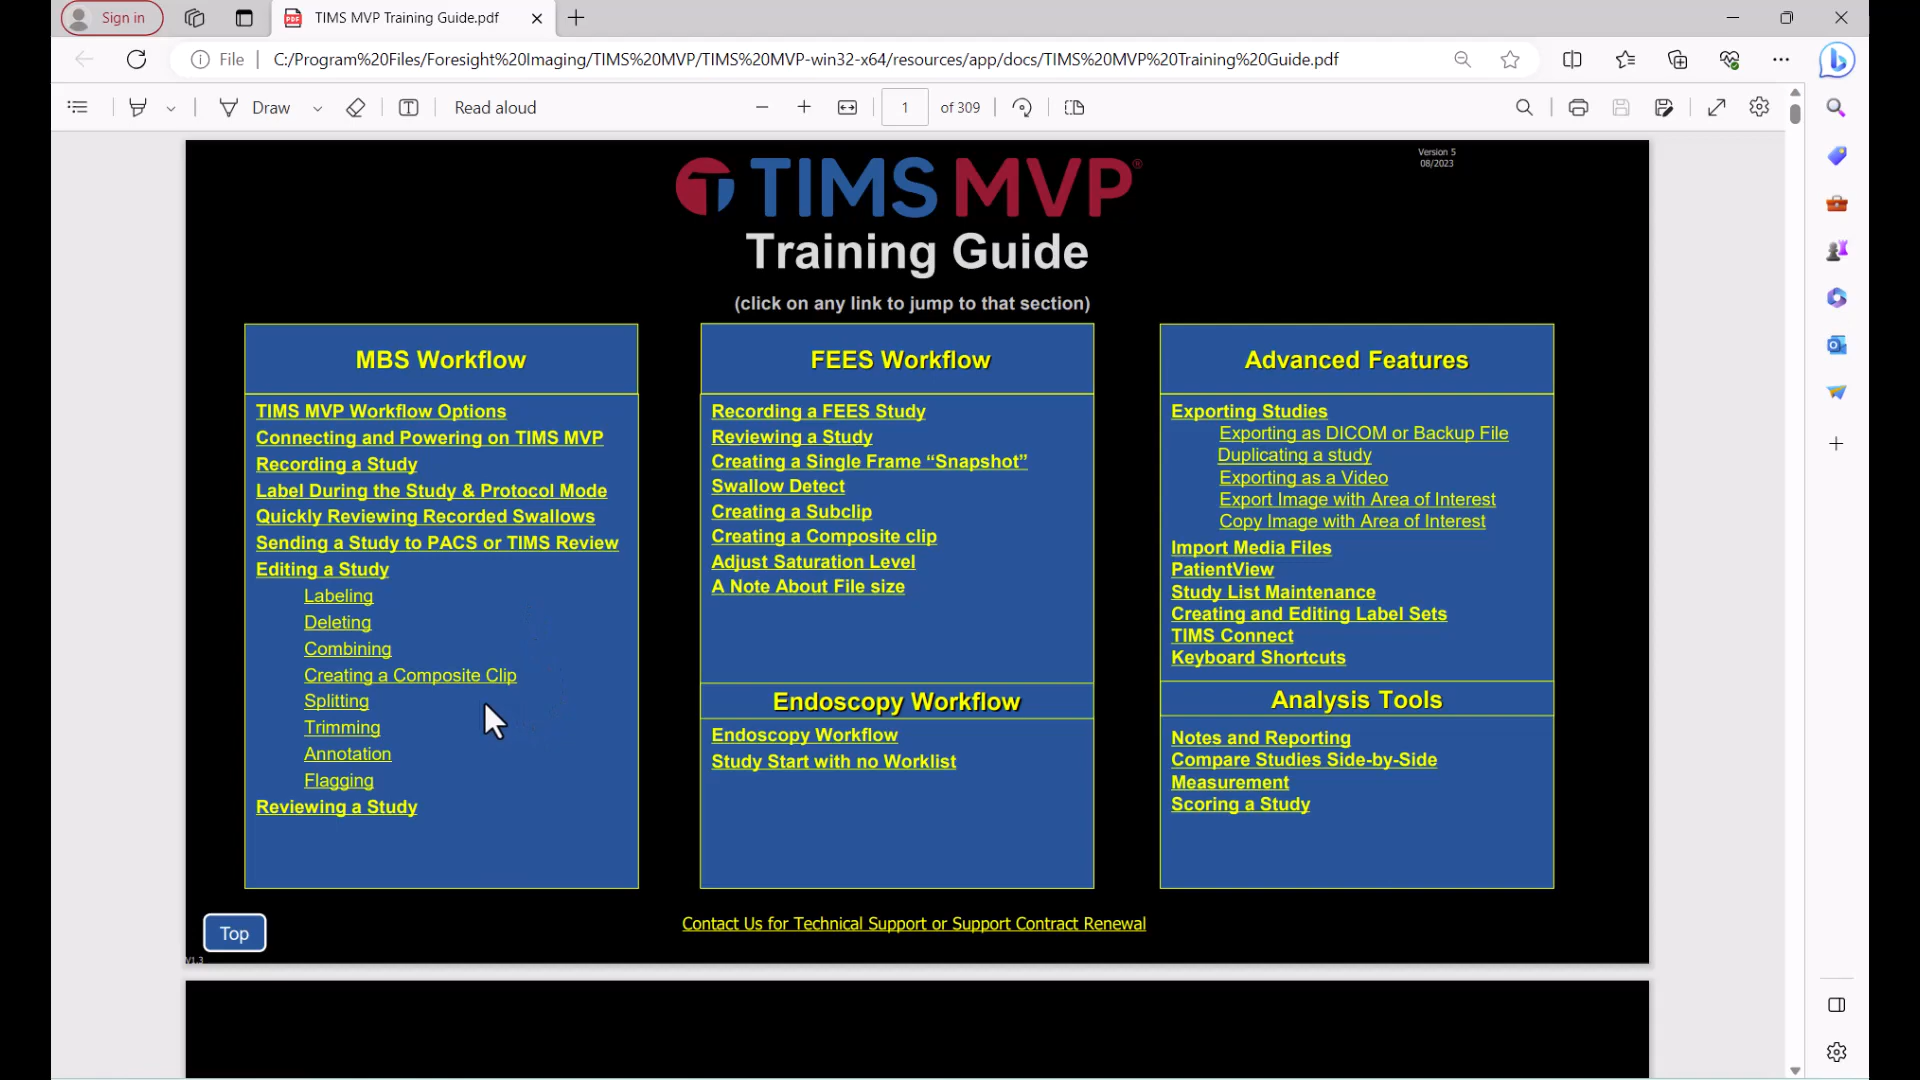 Sign in
TIMS MVP Training Guide.pdf
File
C:/Program%20Files/Foresight%20Imaging/TIMS%20MVP/TIMS%20MVP-win32-x64/resources/app/docs/TIMS%20MVP%20Training%20Guide.pdf
Draw
Read aloud
1
of 309
Version 5
08/2023
TIMS MVP®
Training Guide
(click on any link to jump to that section)
MBS Workflow
TIMS MVP Workflow Options
Connecting and Powering on TIMS MVP
Recording a Study
Label During the Study & Protocol Mode
Quickly Reviewing Recorded Swallows
Sending a Study to PACS or TIMS Review
Editing a Study
Labeling
Deleting
Combining
Creating a Composite Clip
Splitting
Trimming
Annotation
Flagging
Reviewing a Study
FEES Workflow
Recording a FEES Study
Reviewing a Study
Creating a Single Frame “Snapshot”
Swallow Detect
Creating a Subclip
Creating a Composite clip
Adjust Saturation Level
A Note About File size
Endoscopy Workflow
Endoscopy Workflow
Study Start with no Worklist
Advanced Features
Exporting Studies
Exporting as DICOM or Backup File
Duplicating a study
Exporting as a Video
Export Image with Area of Interest
Copy Image with Area of Interest
Import Media Files
PatientView
Study List Maintenance
Creating and Editing Label Sets
TIMS Connect
Keyboard Shortcuts
Analysis Tools
Notes and Reporting
Compare Studies Side-by-Side
Measurement
Scoring a Study
Contact Us for Technical Support or Support Contract Renewal
Top
V1.3